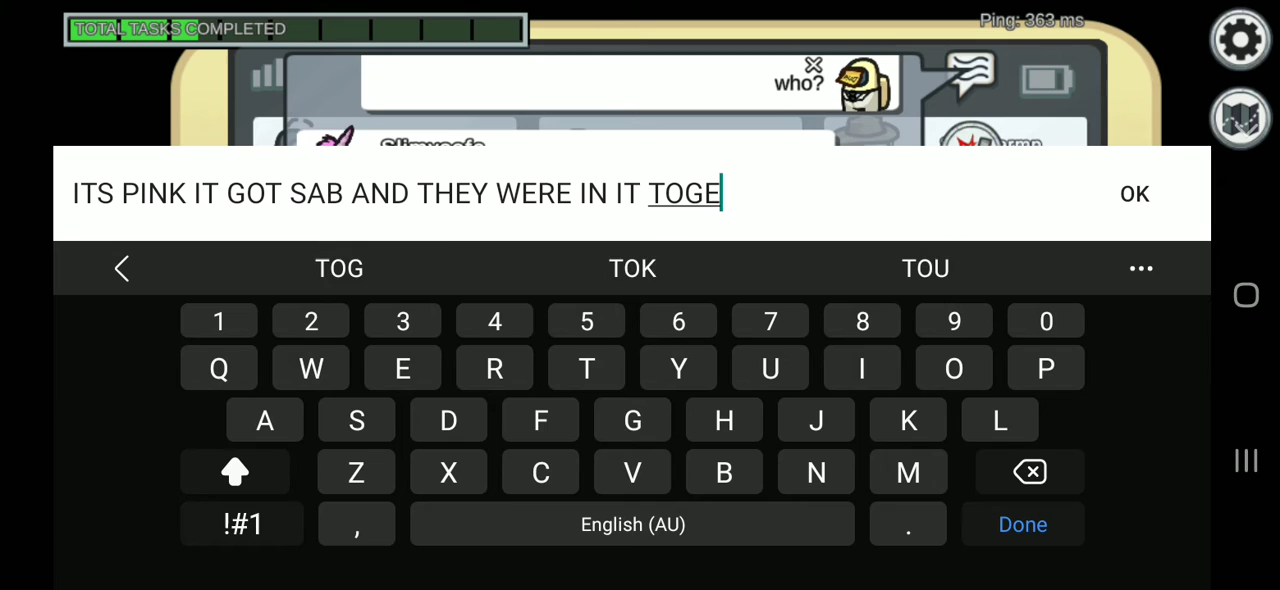 TOTAL TASKS COMPLETED
Ping: 363 ms
who?
ITS PINK IT GOT SAB AND THEY WERE IN IT TOGE
OK
TOG TOK TOU
1 2 3 4 5 6 7 8 9 0
Q W E R T Y U I O P
A S D F G H J K L
Z X C V B N M
!#1 , English (AU) . Done